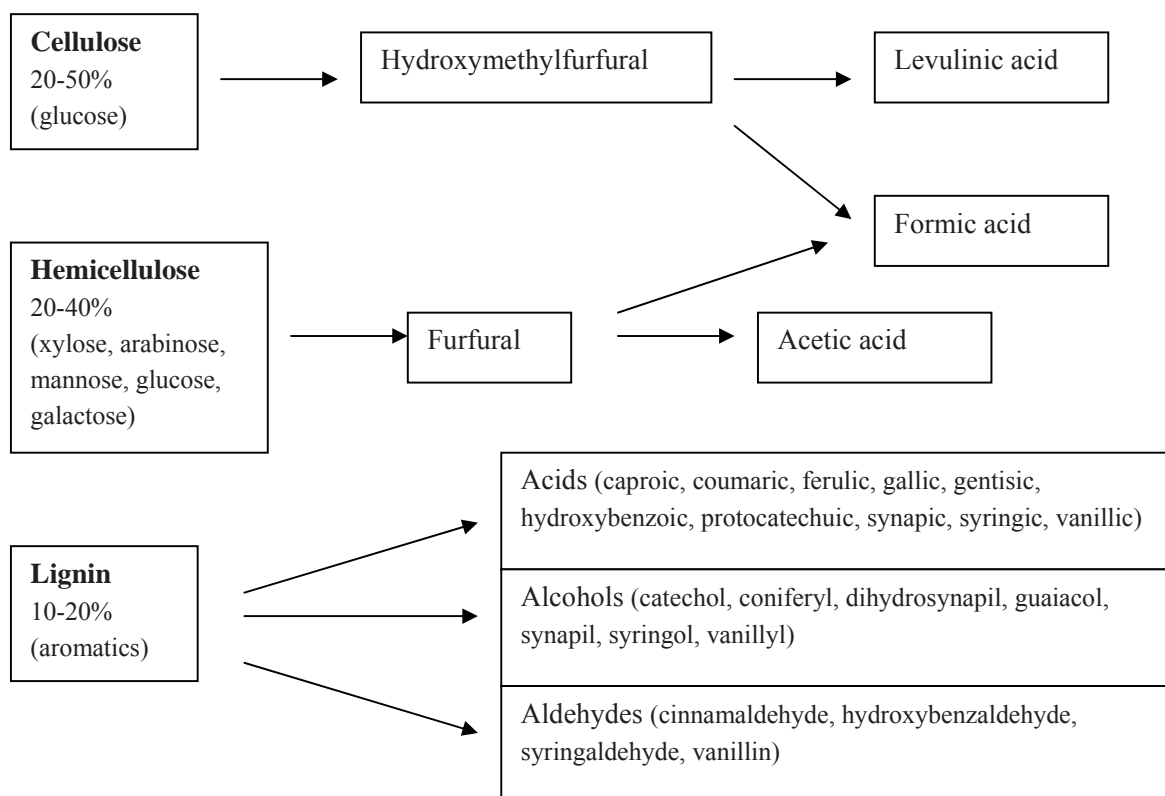 Cellulose
20-50%
(glucose)
Hydroxymethylfurfural
Levulinic acid
Formic acid
Hemicellulose
20-40%
(xylose, arabinose,
mannose, glucose,
galactose)
Furfural
Acetic acid
Lignin
10-20%
(aromatics)
Acids (caproic, coumaric, ferulic, gallic, gentisic,
hydroxybenzoic, protocatechuic, synapic, syringic, vanillic)
Alcohols (catechol, coniferyl, dihydrosynapil, guaiacol,
synapil, syringol, vanillyl)
Aldehydes (cinnamaldehyde, hydroxybenzaldehyde,
syringaldehyde, vanillin)